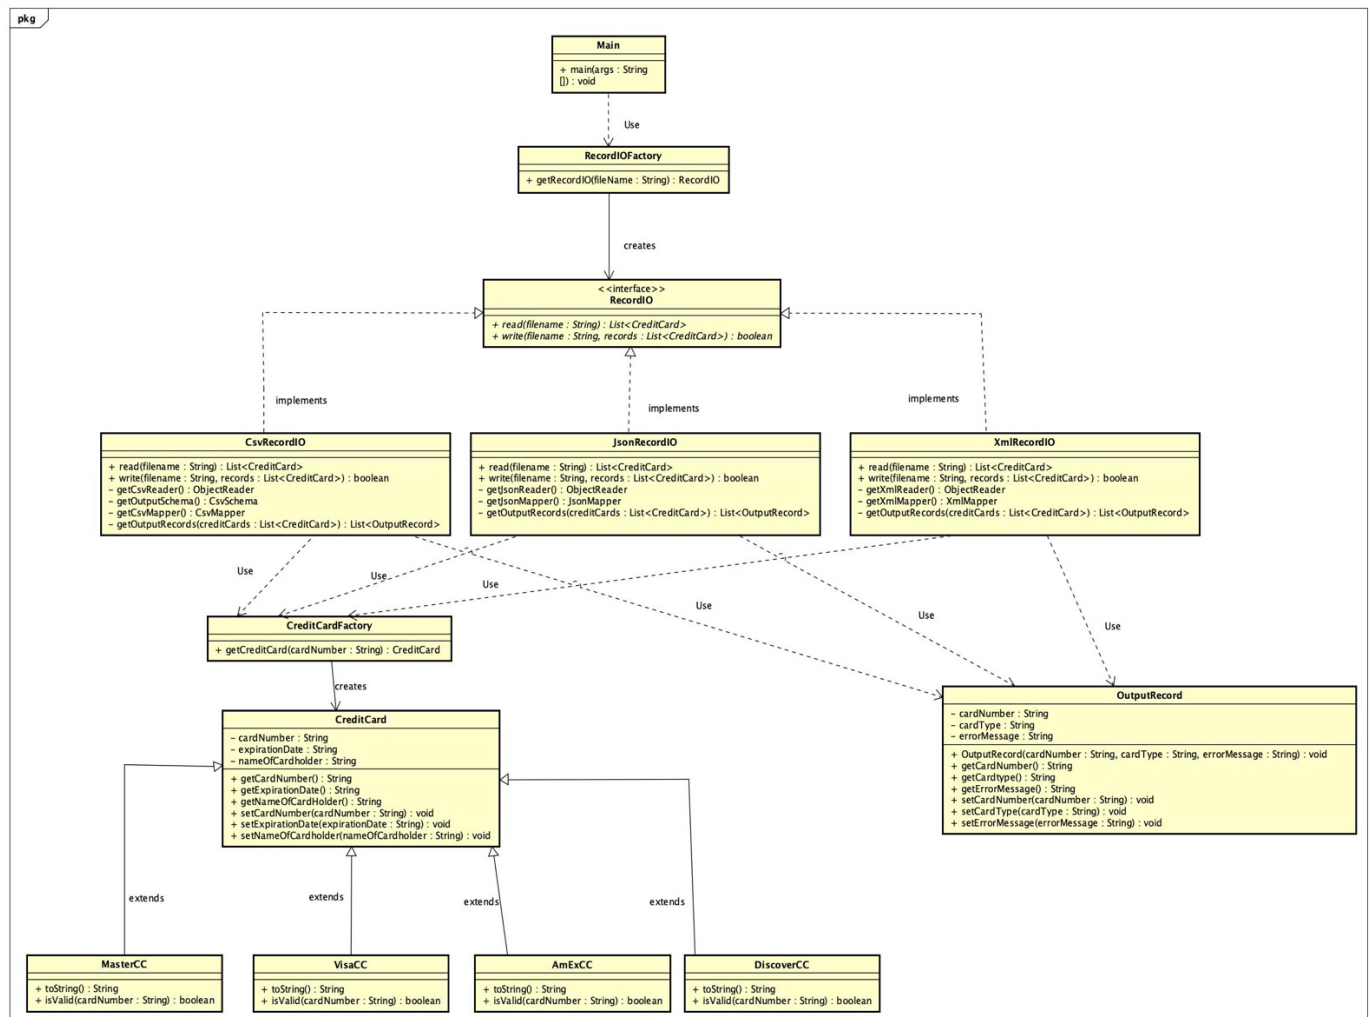 pkg
Main
+ main(args : String
[]) : void
Use
RecordIOFactory
+ getRecordIO(fileName : String) : RecordIO
creates
<<interface>>
RecordIO
+ read(filename : String) : List<CreditCard>
+ write(filename : String, records : List<CreditCard>) : boolean
implements
implements
implements
CsvRecordIO
+ read(filename : String) : List<CreditCard>
+ write(filename : String, records : List<CreditCard>) : boolean
- getCsvReader() : ObjectReader
- getOutputSchema() : CsvSchema
- getCsvMapper() : CsvMapper
- getOutputRecords(creditCards : List<CreditCard>) : List<OutputRecord>
JsonRecordIO
+ read(filename : String) : List<CreditCard>
+ write(filename : String, records : List<CreditCard>) : boolean
- getJsonReader() : ObjectReader
- getJsonMapper() : JsonMapper
- getOutputRecords(creditCards : List<CreditCard>) : List<OutputRecord>
XmlRecordIO
+ read(filename : String) : List<CreditCard>
+ write(filename : String, records : List<CreditCard>) : boolean
- getXmlReader() : ObjectReader
- getXmlMapper() : XmlMapper
- getOutputRecords(creditCards : List<CreditCard>) : List<OutputRecord>
Use
Use
Use
Use
Use
Use
CreditCardFactory
+ getCreditCard(cardNumber : String) : CreditCard
creates
CreditCard
- cardNumber : String
- expirationDate : String
- nameOfCardholder : String
+ getCardNumber() : String
+ getExpirationDate() : String
+ getNameOfCardHolder() : String
+ setCardNumber(cardNumber : String) : void
+ setExpirationDate(expirationDate : String) : void
+ setNameOfCardholder(nameOfCardholder : String) : void
OutputRecord
- cardNumber : String
- cardType : String
- errorMessage : String
+ OutputRecord(cardNumber : String, cardType : String, errorMessage : String) : void
+ getCardNumber() : String
+ getCardtype() : String
+ getErrorMessage() : String
+ setCardNumber(cardNumber : String) : void
+ setCardType(cardType : String) : void
+ setErrorMessage(errorMessage : String) : void
extends
extends
extends
extends
MasterCC
+ toString() : String
+ isValid(cardNumber : String) : boolean
VisaCC
+ toString() : String
+ isValid(cardNumber : String) : boolean
AmExCC
+ toString() : String
+ isValid(cardNumber : String) : boolean
DiscoverCC
+ toString() : String
+ isValid(cardNumber : String) : boolean